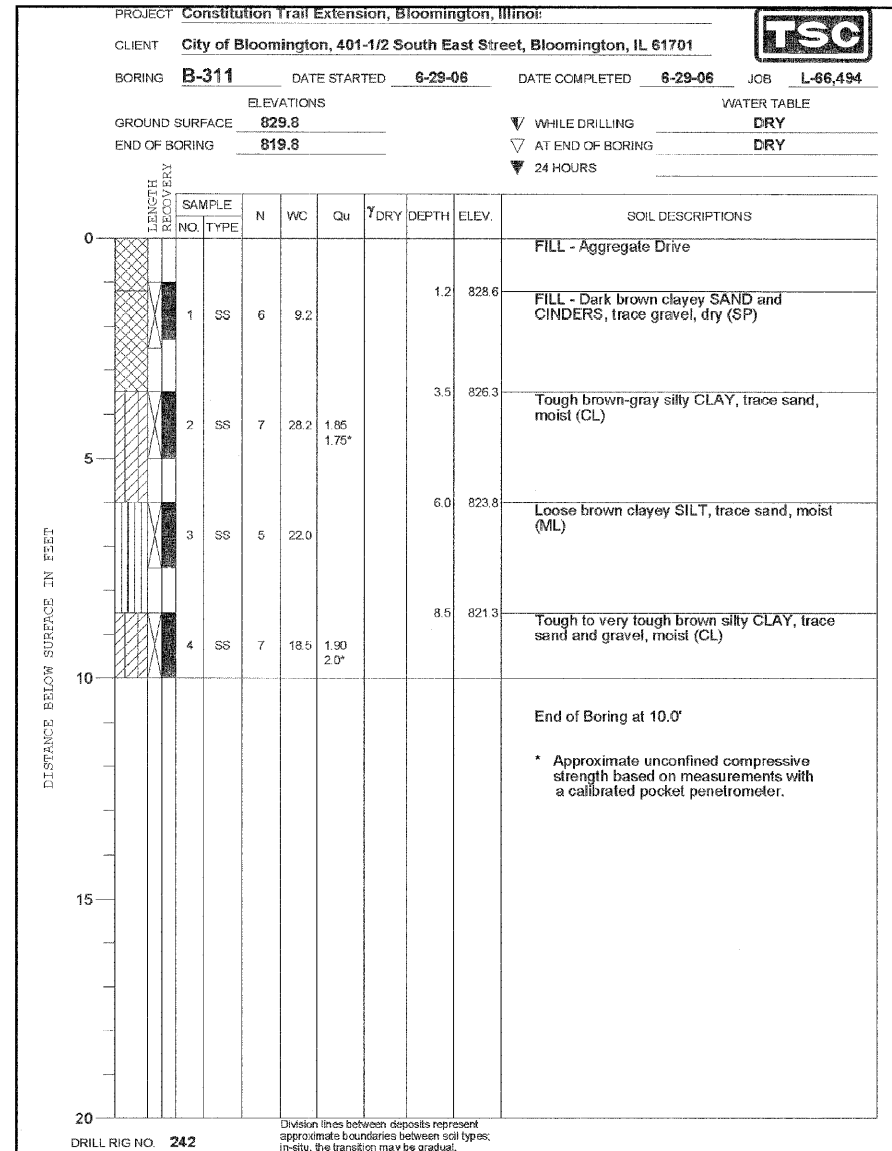 PROJECT Constitution Trail Extension, Bloomington, Illinois
TSC
CLIENT City of Bloomington, 401-1/2 South East Street, Bloomington, IL 61701
BORING B-311 DATE STARTED 6-29-06 DATE COMPLETED 6-29-06 JOB L-66,494
ELEVATIONS WATER TABLE
GROUND SURFACE 829.8 WHILE DRILLING DRY
END OF BORING 819.8 AT END OF BORING DRY
24 HOURS
LENGTH
RECOVERY
SAMPLE
NO. TYPE N WC Qu γDRY DEPTH ELEV. SOIL DESCRIPTIONS
0
FILL - Aggregate Drive
1.2 828.6
FILL - Dark brown clayey SAND and
CINDERS, trace gravel, dry (SP)
1 SS 6 9.2
3.5 826.3
Tough brown-gray silty CLAY, trace sand,
moist (CL)
2 SS 7 28.2 1.85
1.75*
5
6.0 823.8
Loose brown clayey SILT, trace sand, moist
(ML)
3 SS 5 22.0
8.5 821.3
Tough to very tough brown silty CLAY, trace
sand and gravel, moist (CL)
4 SS 7 18.5 1.90
2.0*
10
End of Boring at 10.0'
* Approximate unconfined compressive
strength based on measurements with
a calibrated pocket penetrometer.
DISTANCE BELOW SURFACE IN FEET
15
20
DRILL RIG NO. 242
Division lines between deposits represent
approximate boundaries between soil types;
in-situ, the transition may be gradual.